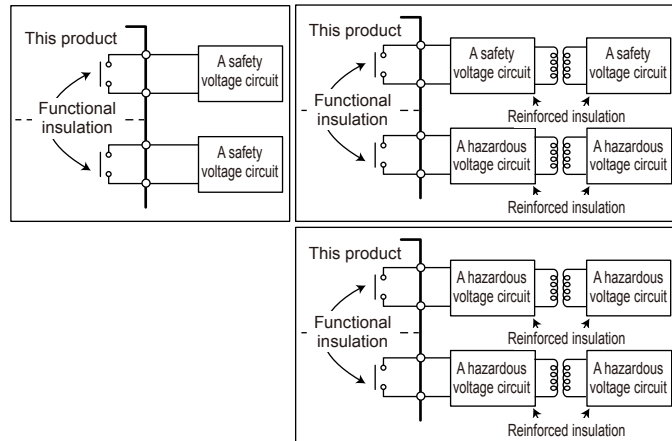 This product
A safety
voltage circuit
Functional
insulation
A safety
voltage circuit
This product
A safety
voltage circuit
A safety
voltage circuit
Reinforced insulation
Functional
insulation
A hazardous
voltage circuit
A hazardous
voltage circuit
Reinforced insulation
This product
A hazardous
voltage circuit
A hazardous
voltage circuit
Reinforced insulation
Functional
insulation
A hazardous
voltage circuit
A hazardous
voltage circuit
Reinforced insulation